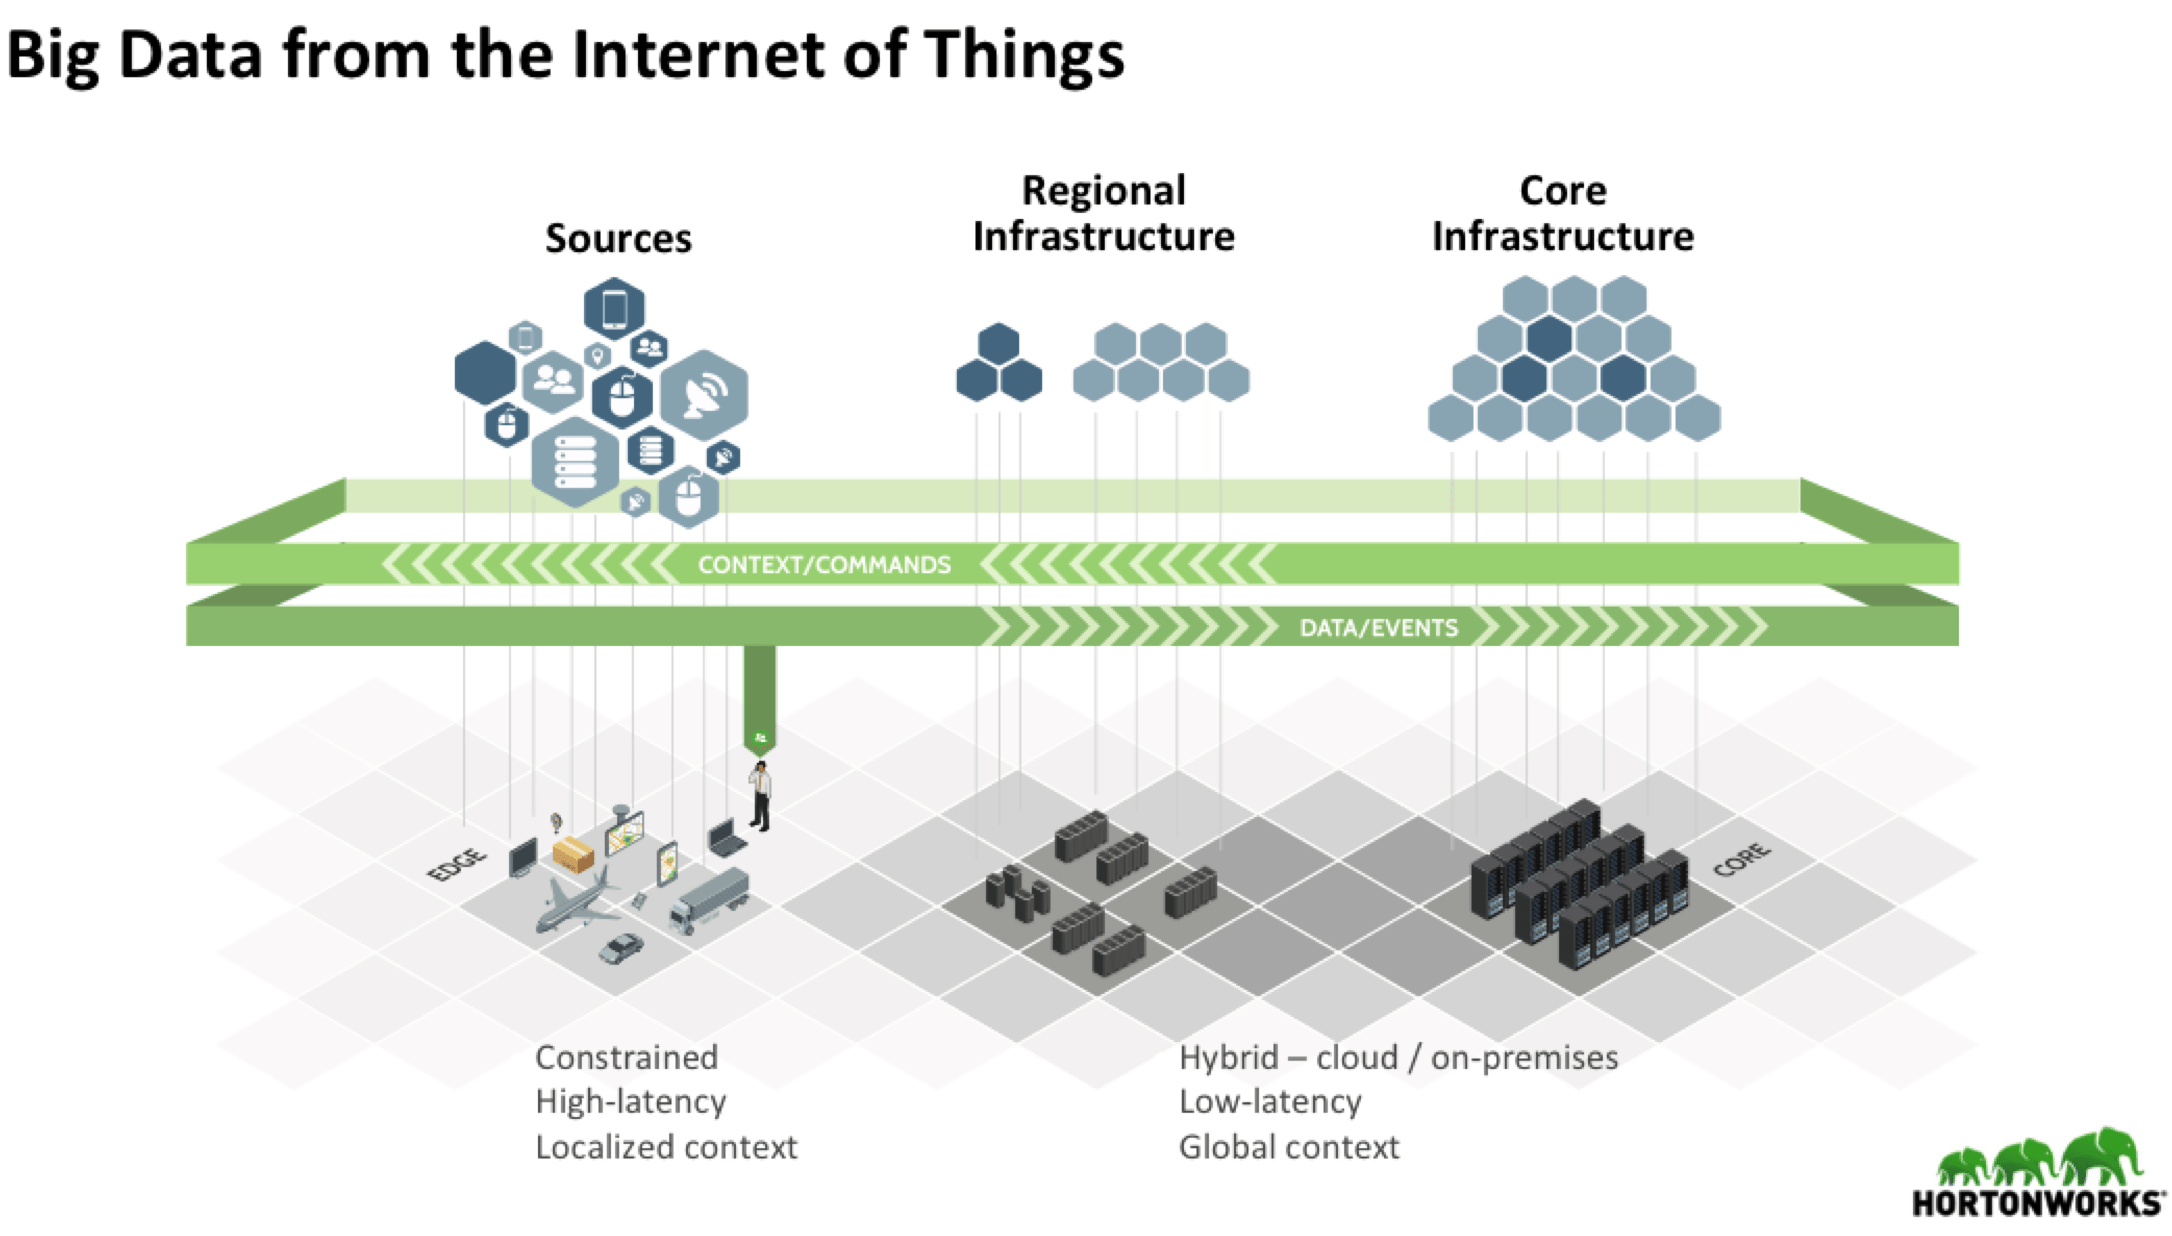 Big Data from the Internet of Things
Sources
Regional
Infrastructure
Core
Infrastructure
CONTEXT/COMMANDS
DATA/EVENTS
EDGE
CORE
Constrained
High-latency
Localized context
Hybrid – cloud / on-premises
Low-latency
Global context
HORTONWORKS®